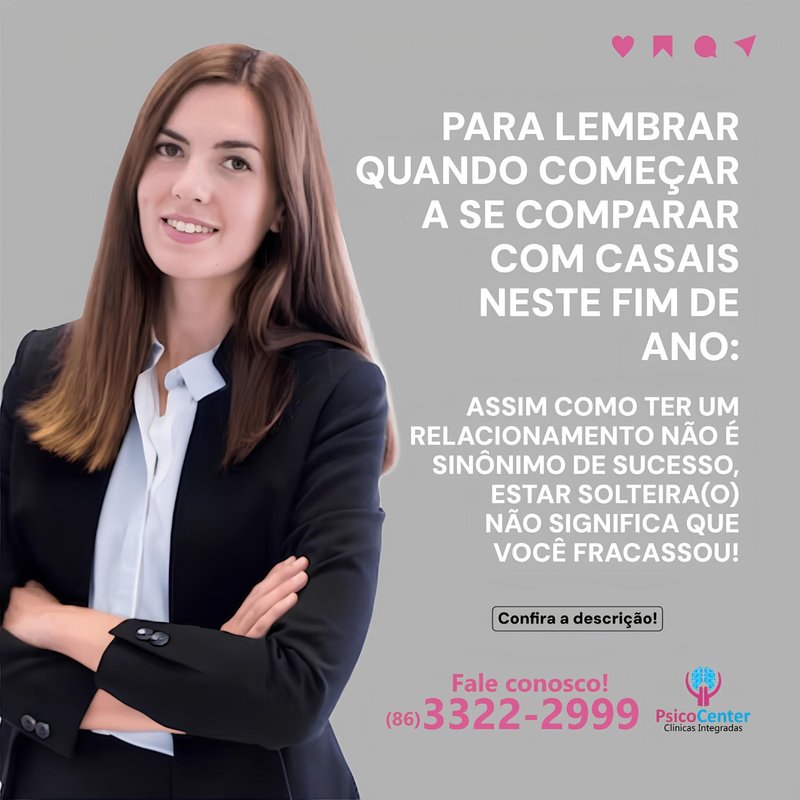 PARA LEMBRAR
QUANDO COMEÇAR
A SE COMPARAR
COM CASAIS
NESTE FIM DE
ANO:
ASSIM COMO TER UM
RELACIONAMENTO NÃO É
SINÔNIMO DE SUCESSO,
ESTAR SOLTEIRA(O)
NÃO SIGNIFICA QUE
VOCÊ FRACASSOU!
Confira a descrição!
Fale conosco!
(86)3322-2999
PsicoCenter
Clínicas Integradas